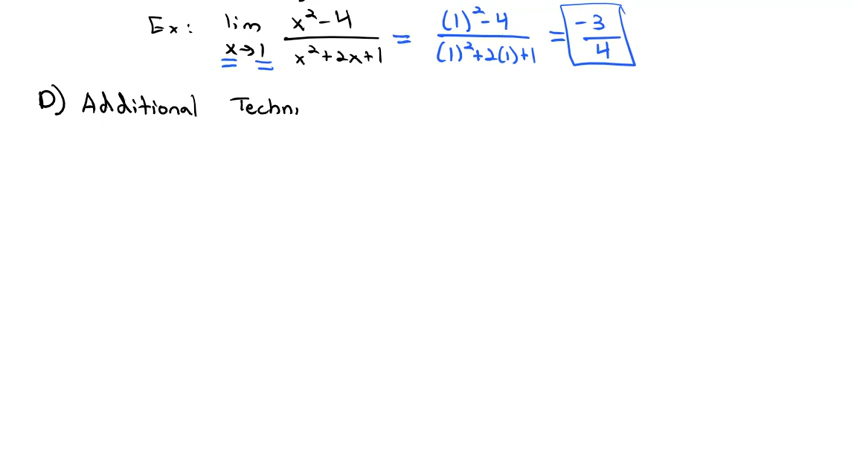 Ex: lim x→1 (x² - 4)/(x² + 2x + 1) = ((1)² - 4)/((1)² + 2(1) + 1) = -3/4
D) Additional Techni